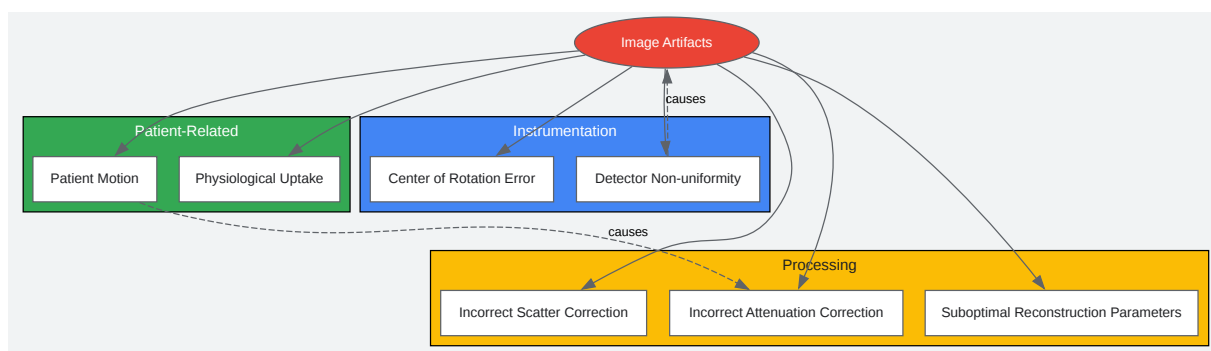 Image Artifacts
causes
Patient-Related
Instrumentation
Patient Motion
Physiological Uptake
Center of Rotation Error
Detector Non-uniformity
causes
Processing
Incorrect Scatter Correction
Incorrect Attenuation Correction
Suboptimal Reconstruction Parameters